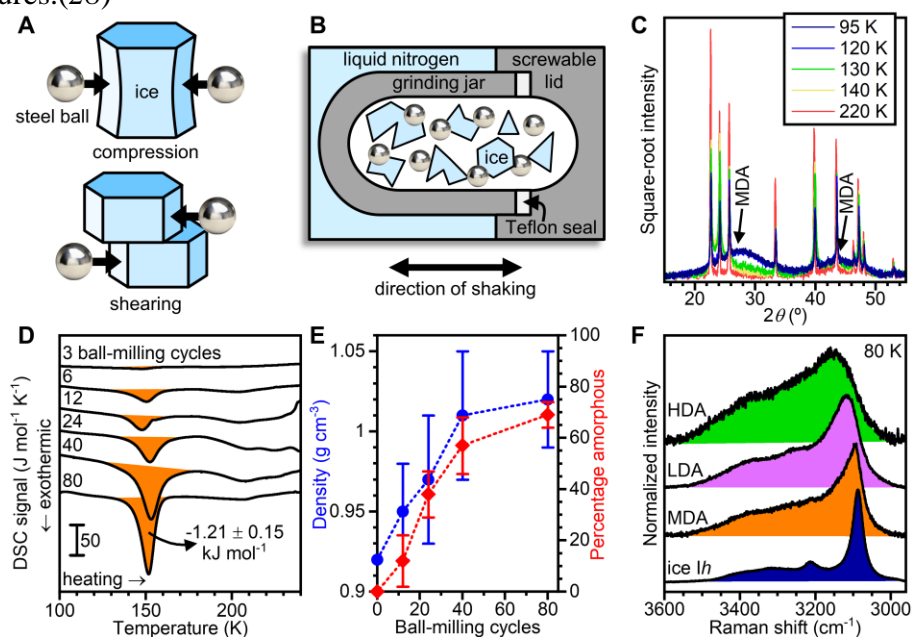 ures.(28)
A
steel ball
ice
compression
shearing
B
liquid nitrogen
screwable
lid
grinding jar
ice
Teflon seal
direction of shaking
C
Square-root intensity
95 K
120 K
130 K
140 K
220 K
MDA
MDA
20
30
40
50
2θ (º)
D
DSC signal (J mol-1 K-1)
← exothermic
3 ball-milling cycles
6
12
24
40
80
50
-1.21 ± 0.15
kJ mol-1
heating →
100
150
200
Temperature (K)
E
Density (g cm-3)
1.05
1
0.95
0.9
0
20
40
60
80
Ball-milling cycles
100
80
60
40
20
0
Percentage amorphous
F
80 K
Normalized intensity
HDA
LDA
MDA
ice Ih
3600
3400
3200
3000
Raman shift (cm-1)